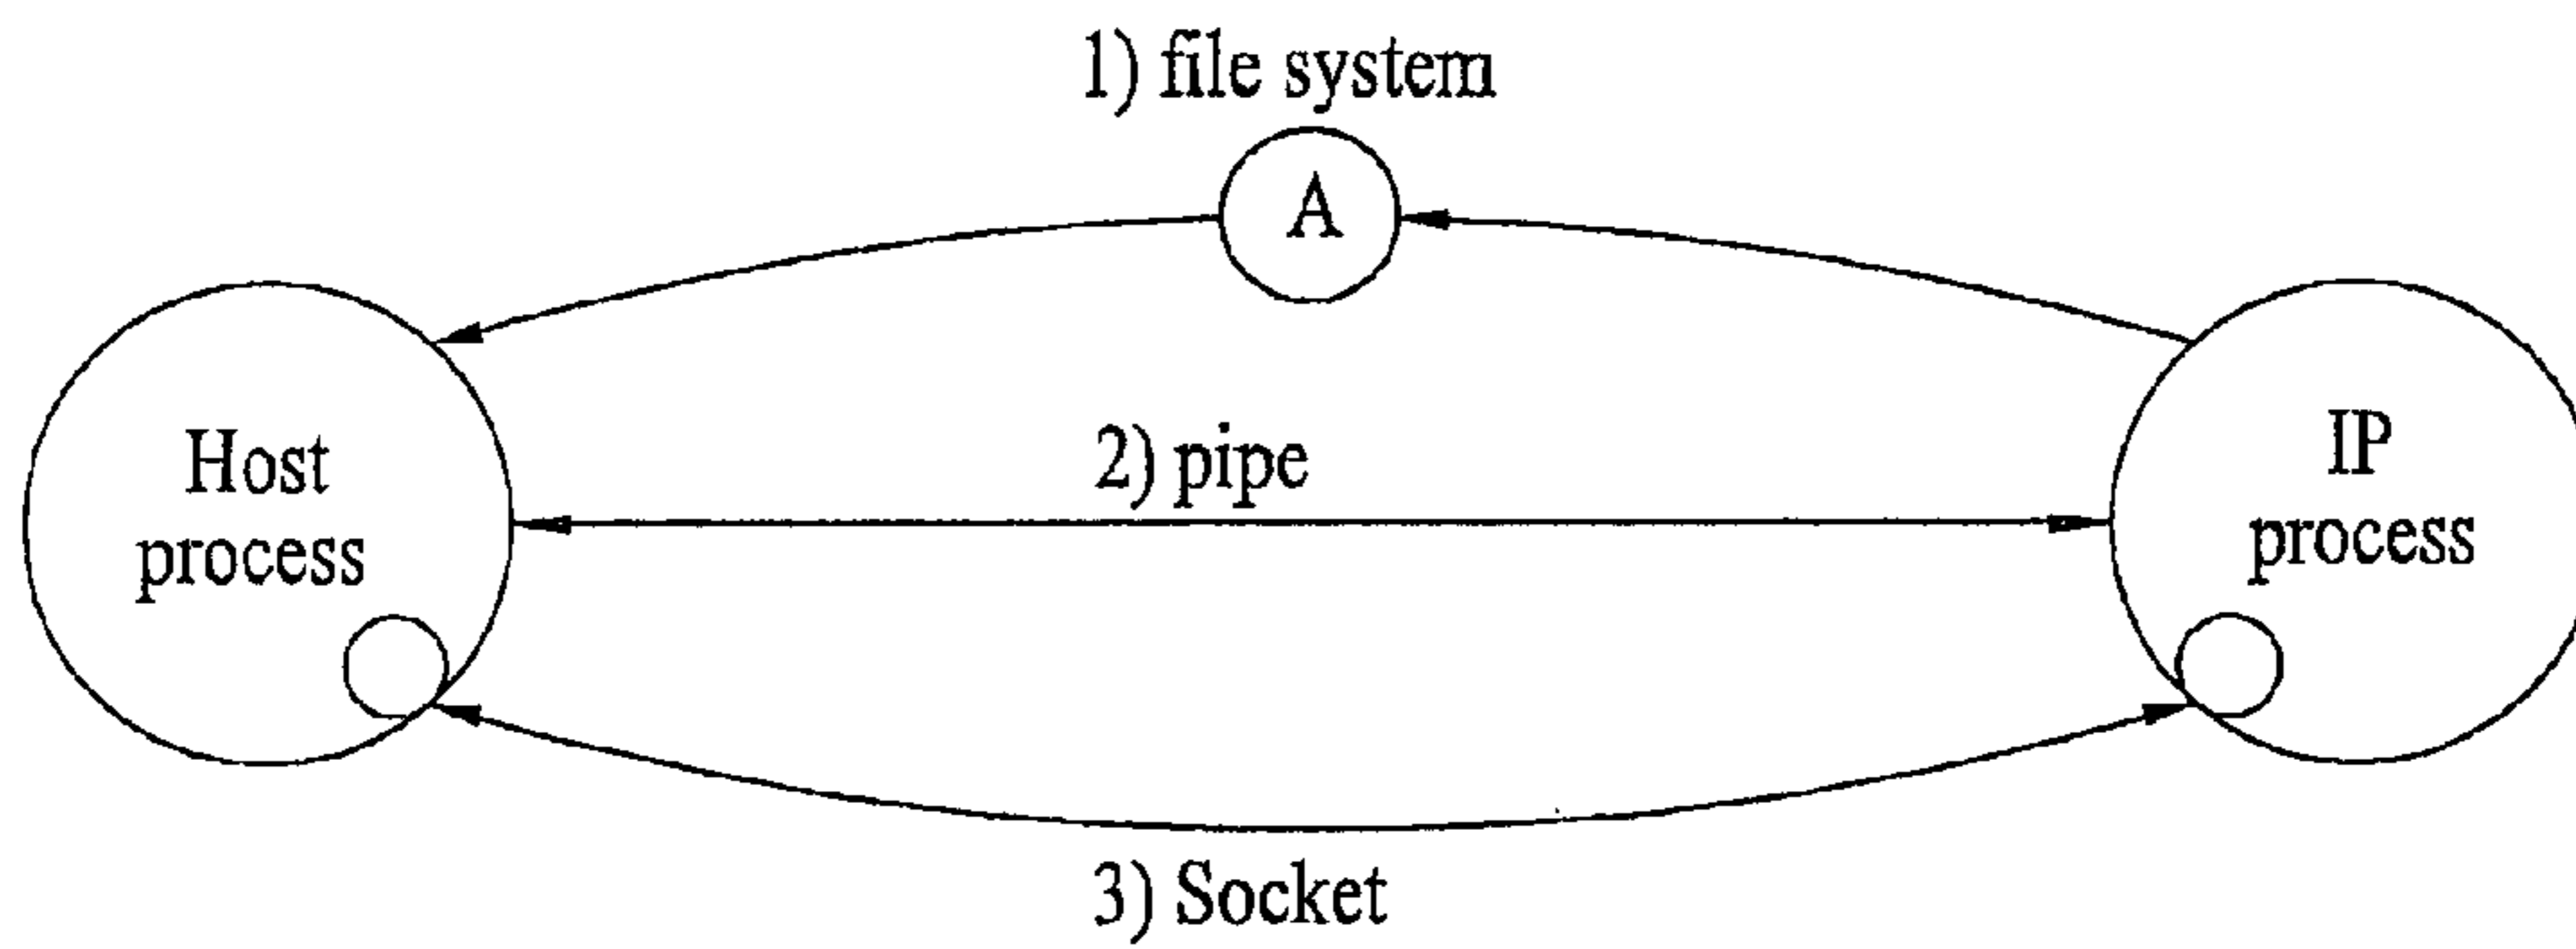 1) file system
A
Host
process
2) pipe
IP
process
3) Socket